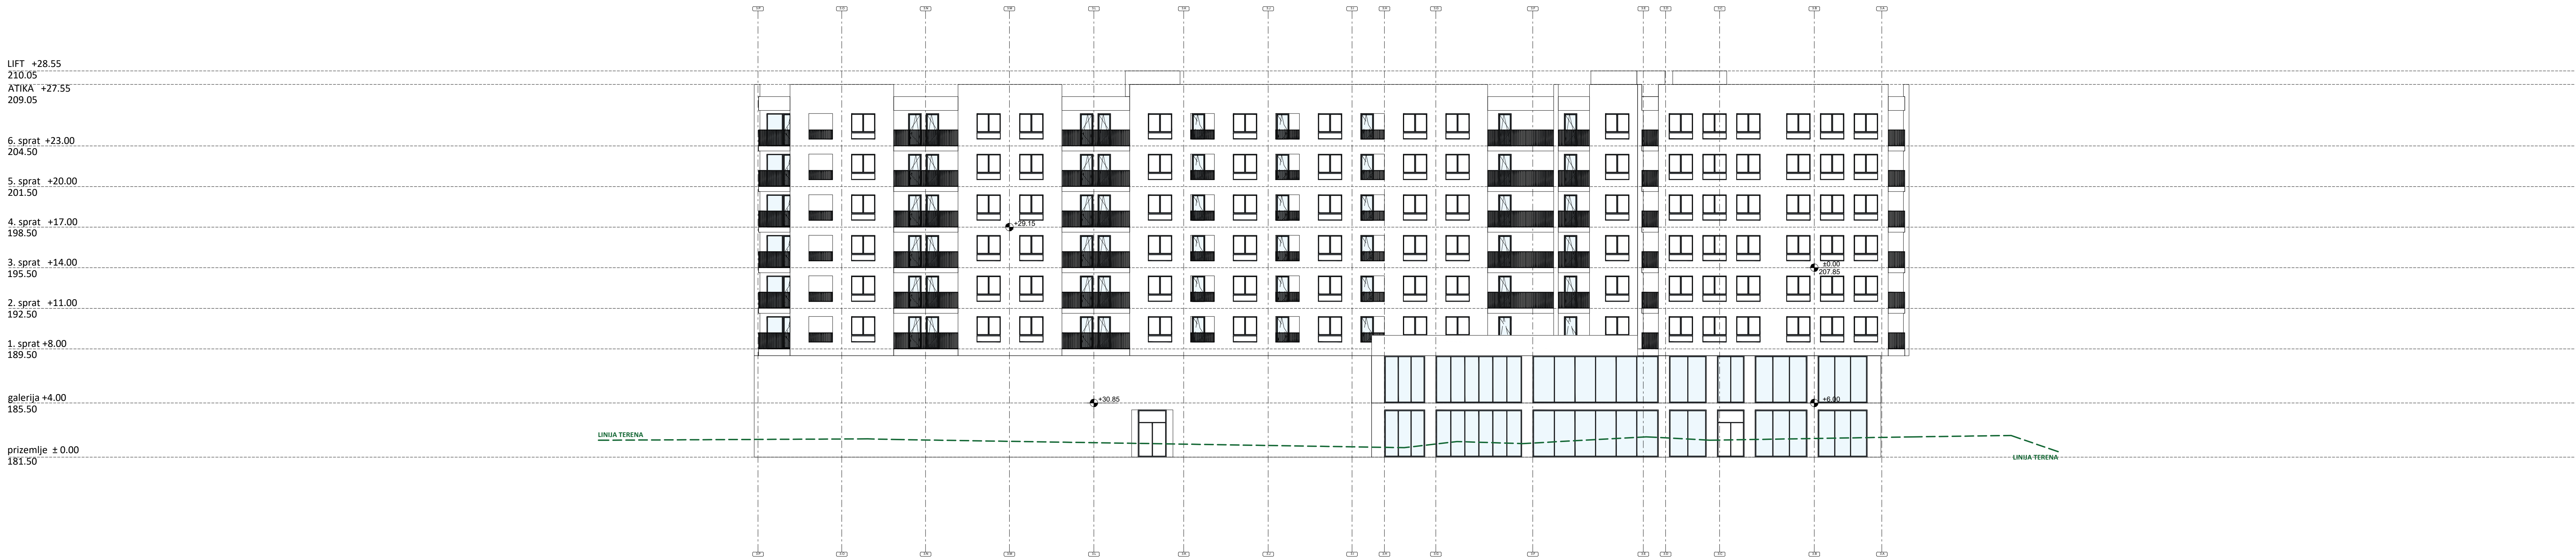 LIFT +28.55
210.05
ATIKA +27.55
209.05
6. sprat +23.00
204.50
5. sprat +20.00
201.50
4. sprat +17.00
198.50
+29.15
3. sprat +14.00
195.50
±0.00
207.85
2. sprat +11.00
192.50
1. sprat +8.00
189.50
galerija +4.00
185.50
+30.85
+6.00
LINIJA TERENA
prizemlje ± 0.00
181.50
LINIJA TERENA